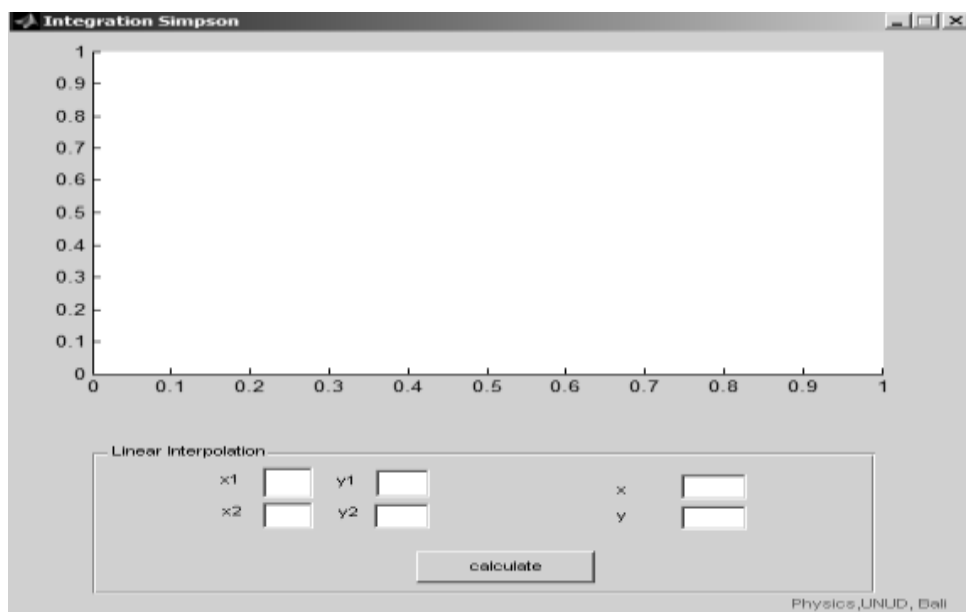 Integration Simpson
1
0.9
0.8
0.7
0.6
0.5
0.4
0.3
0.2
0.1
0
0 0.1 0.2 0.3 0.4 0.5 0.6 0.7 0.8 0.9 1
Linear Interpolation
x1 y1 x
x2 y2 y
calculate
Physics,UNUD, Bali